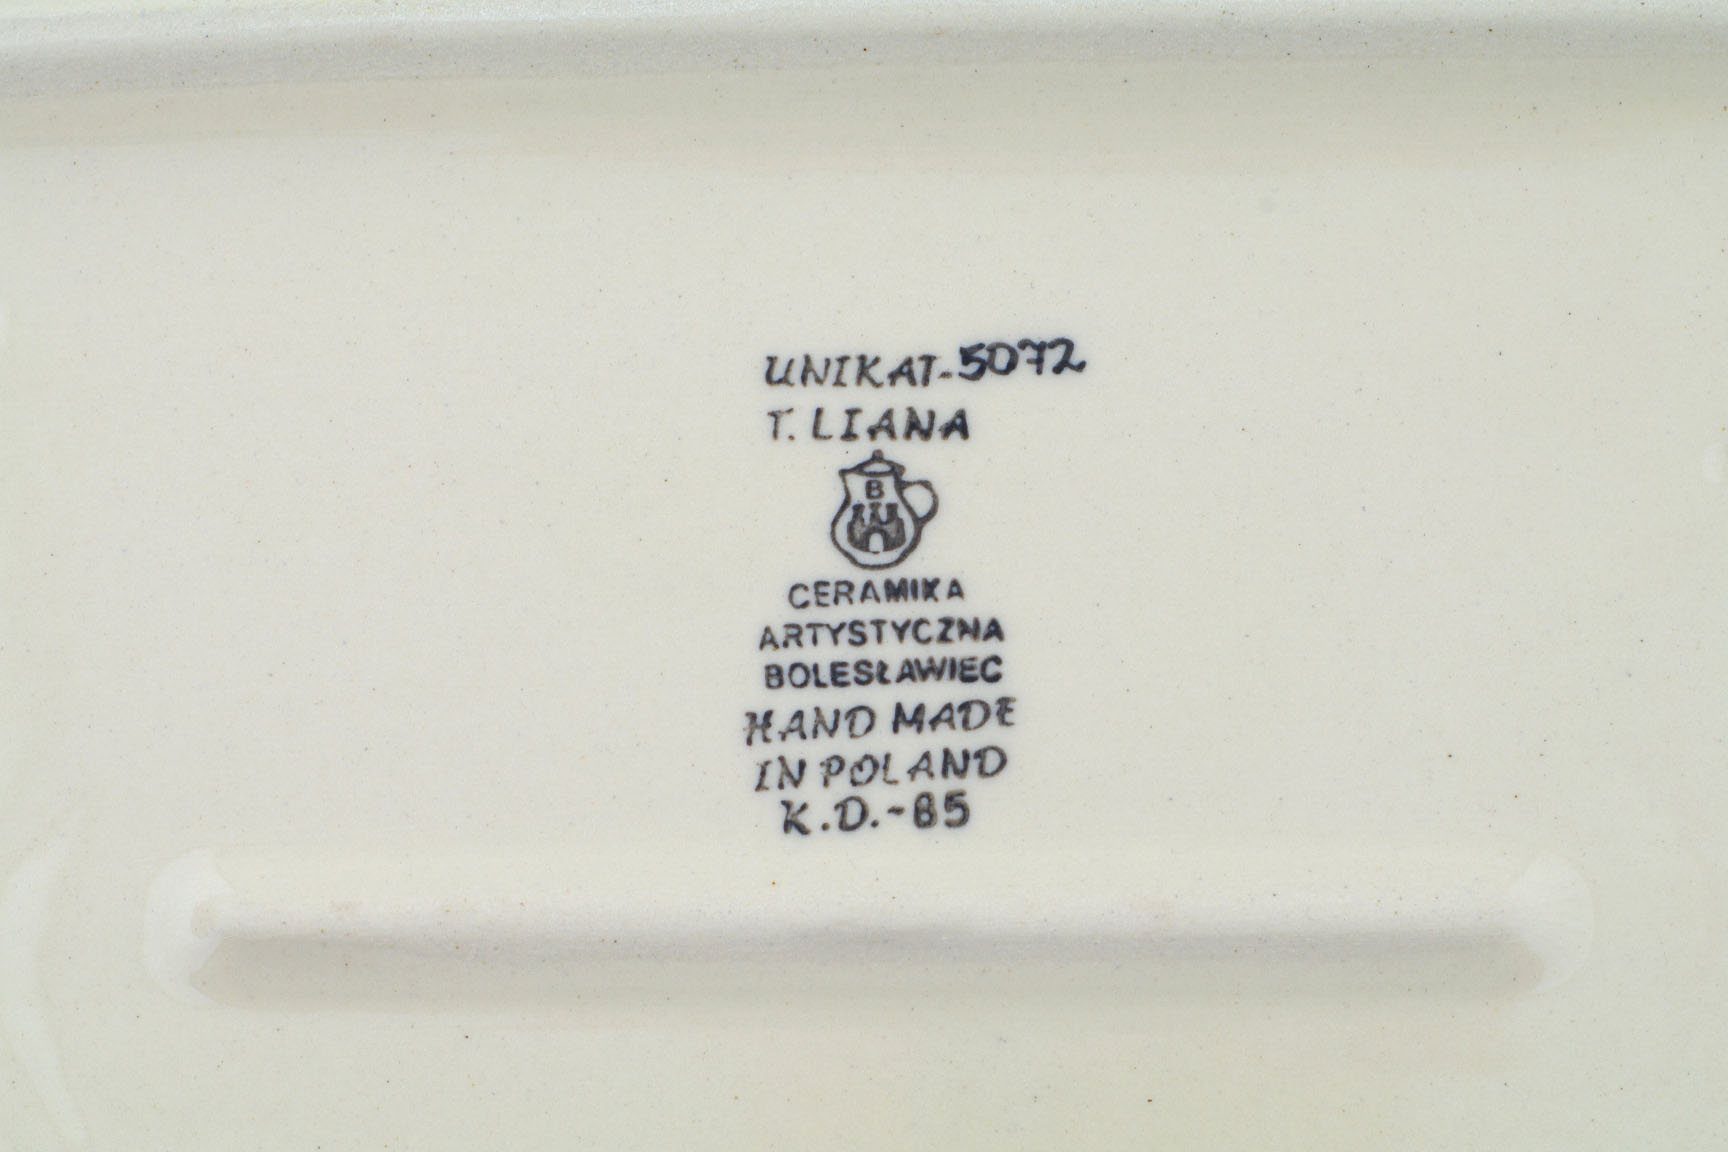 UNIKAT-5072
T. LIANA
B
CERAMIKA
ARTYSTYCZNA
BOLESŁAWIEC
HAND MADE
IN POLAND
K.D.-85